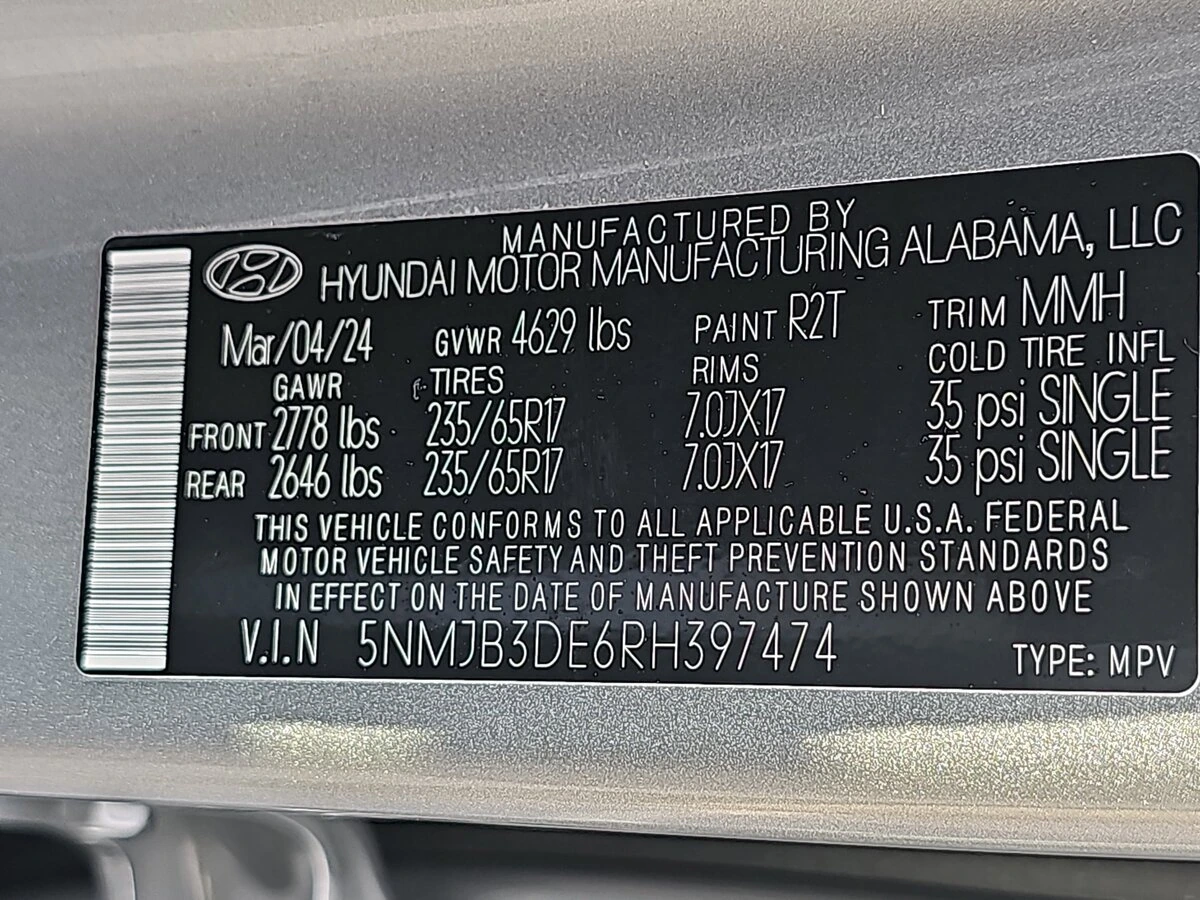 MANUFACTURED BY
HYUNDAI MOTOR MANUFACTURING ALABAMA, LLC
Mar/04/24 GVWR 4629 lbs PAINT R2T TRIM MMH
GAWR TIRES RIMS COLD TIRE INFL
FRONT 2778 lbs 235/65R17 7.0JX17 35 psi SINGLE
REAR 2646 lbs 235/65R17 7.0JX17 35 psi SINGLE
THIS VEHICLE CONFORMS TO ALL APPLICABLE U.S.A. FEDERAL
MOTOR VEHICLE SAFETY AND THEFT PREVENTION STANDARDS
IN EFFECT ON THE DATE OF MANUFACTURE SHOWN ABOVE
V.I.N 5NMJB3DE6RH397474 TYPE: MPV